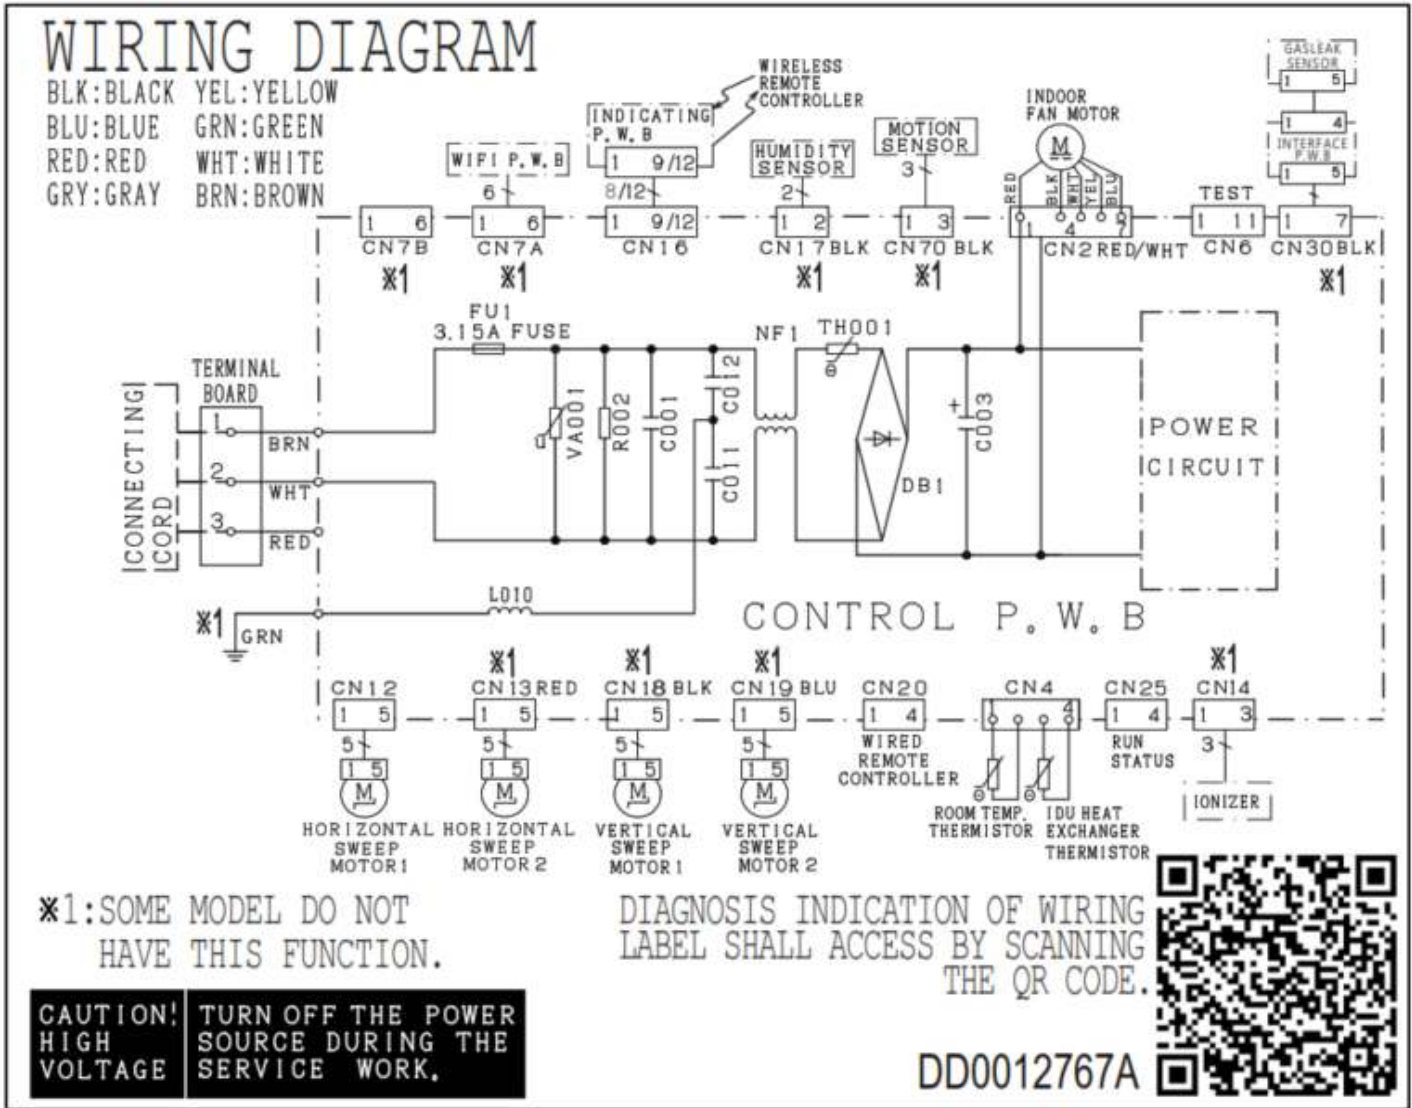 WIRING DIAGRAM
BLK:BLACK YEL:YELLOW
BLU:BLUE GRN:GREEN
RED:RED WHT:WHITE
GRY:GRAY BRN:BROWN
WIFI P.W.B
6
INDICATING
P.W.B
1 9/12
8/12
WIRELESS
REMOTE
CONTROLLER
HUMIDITY
SENSOR
2
MOTION
SENSOR
3
INDOOR
FAN MOTOR
M
RED BLK WHT YEL BLU
GASLEAK
SENSOR
1 5
1 4
INTERFACE
P.W.B
1 5
TEST
1 6
CN7B
※1
1 6
CN7A
※1
1 9/12
CN16
1 2
CN17 BLK
※1
1 3
CN70 BLK
※1
1 4 7
CN2 RED/WHT
1 11
CN6
1 7
CN30 BLK
※1
FU1
3.15A FUSE
NF1
TH001
θ
TERMINAL
BOARD
CONNECTING
CORD
1
BRN
2
WHT
3
RED
u
VA001
R002
C001
C012
C011
DB1
+
C003
POWER
CIRCUIT
※1
GRN
L010
CONTROL P.W.B
CN12
1 5
5
1 5
M
HORIZONTAL
SWEEP
MOTOR1
※1
CN13 RED
1 5
5
1 5
M
HORIZONTAL
SWEEP
MOTOR 2
※1
CN18 BLK
1 5
5
1 5
M
VERTICAL
SWEEP
MOTOR1
※1
CN19 BLU
1 5
5
1 5
M
VERTICAL
SWEEP
MOTOR 2
CN20
1 4
WIRED
REMOTE
CONTROLLER
CN4
1 4
θ
θ
ROOM TEMP.
THERMISTOR
IDU HEAT
EXCHANGER
THERMISTOR
CN25
1 4
RUN
STATUS
※1
CN14
1 3
3
IONIZER
※1:SOME MODEL DO NOT
HAVE THIS FUNCTION.
DIAGNOSIS INDICATION OF WIRING
LABEL SHALL ACCESS BY SCANNING
THE QR CODE.
CAUTION!
HIGH
VOLTAGE
TURN OFF THE POWER
SOURCE DURING THE
SERVICE WORK.
DD0012767A